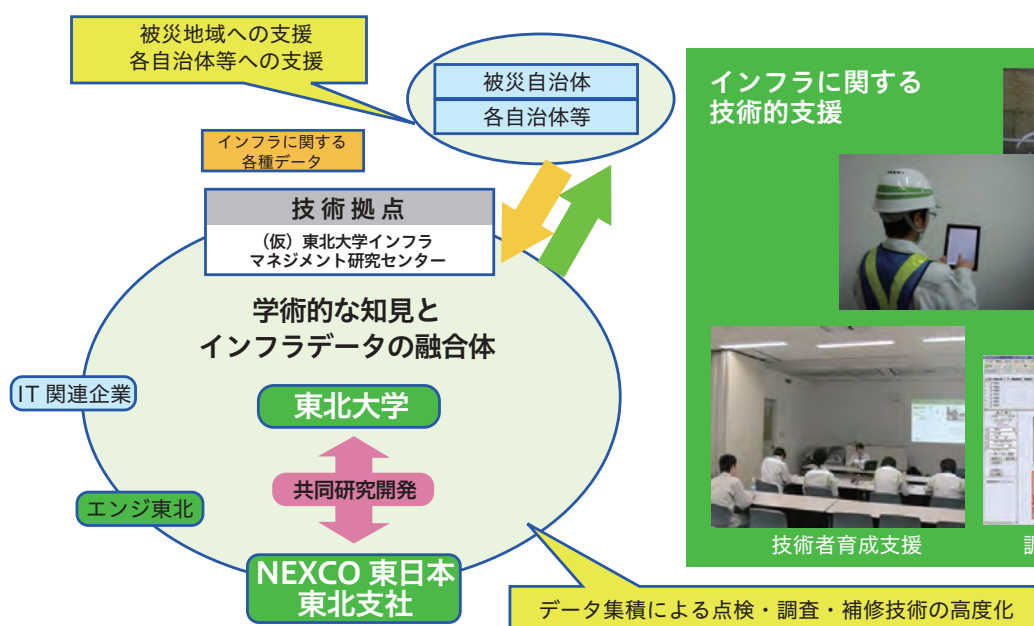 被災地域への支援
各自治体等への支援
被災自治体
各自治体等
インフラに関する
各種データ
技術拠点
(仮)東北大学インフラ
マネジメント研究センター
学術的な知見と
インフラデータの融合体
IT 関連企業
東北大学
共同研究開発
エンジ東北
NEXCO 東日本
東北支社
データ集積による点検・調査・補修技術の高度化
インフラに関する
技術的支援
技術者育成支援
調